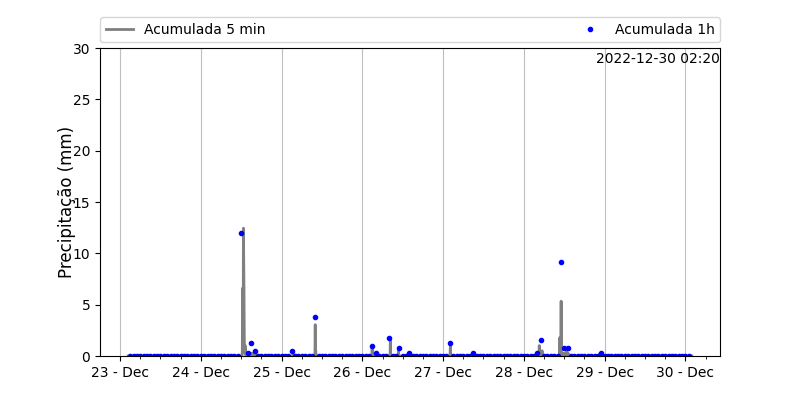 Acumulada 5 min
Acumulada 1h
2022-12-30 02:20
Precipitação (mm)
30
25
20
15
10
5
0
23 - Dec
24 - Dec
25 - Dec
26 - Dec
27 - Dec
28 - Dec
29 - Dec
30 - Dec